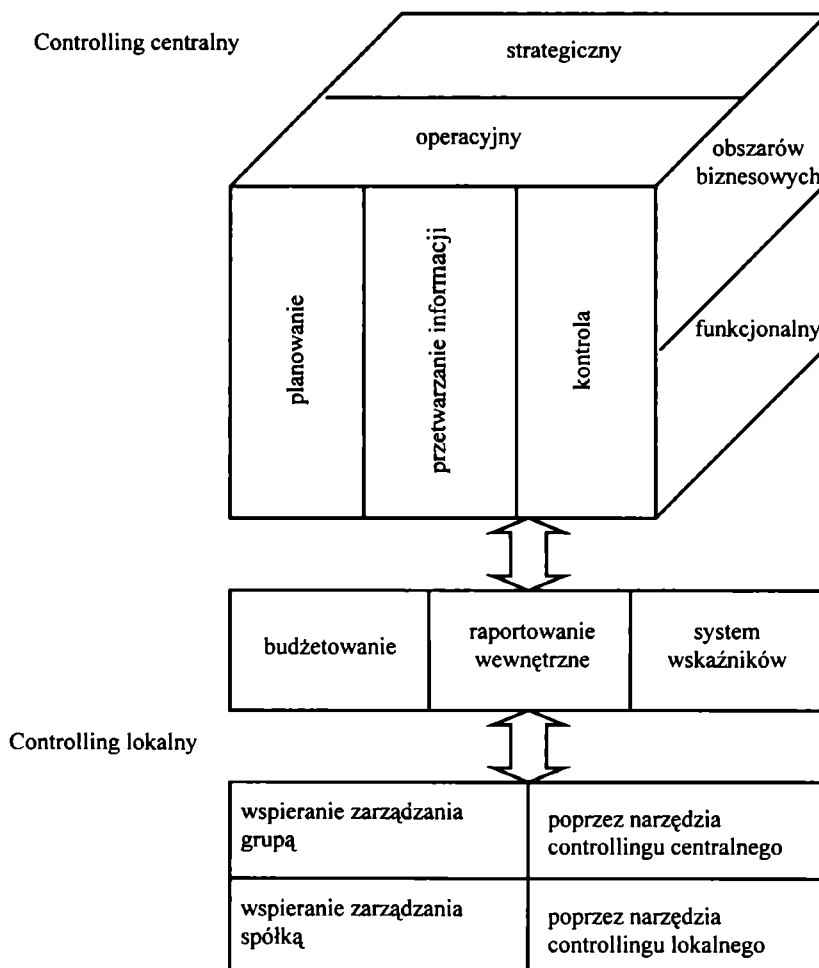 Controlling centralny
strategiczny
operacyjny
obszarów
biznesowych
planowanie
przetwarzanie informacji
kontrola
funkcjonalny
budżetowanie
raportowanie
wewnętrzne
system
wskaźników
Controlling lokalny
wspieranie zarządzania
grupą
poprzez narzędzia
controllingu centralnego
wspieranie zarządzania
spółką
poprzez narzędzia
controllingu lokalnego